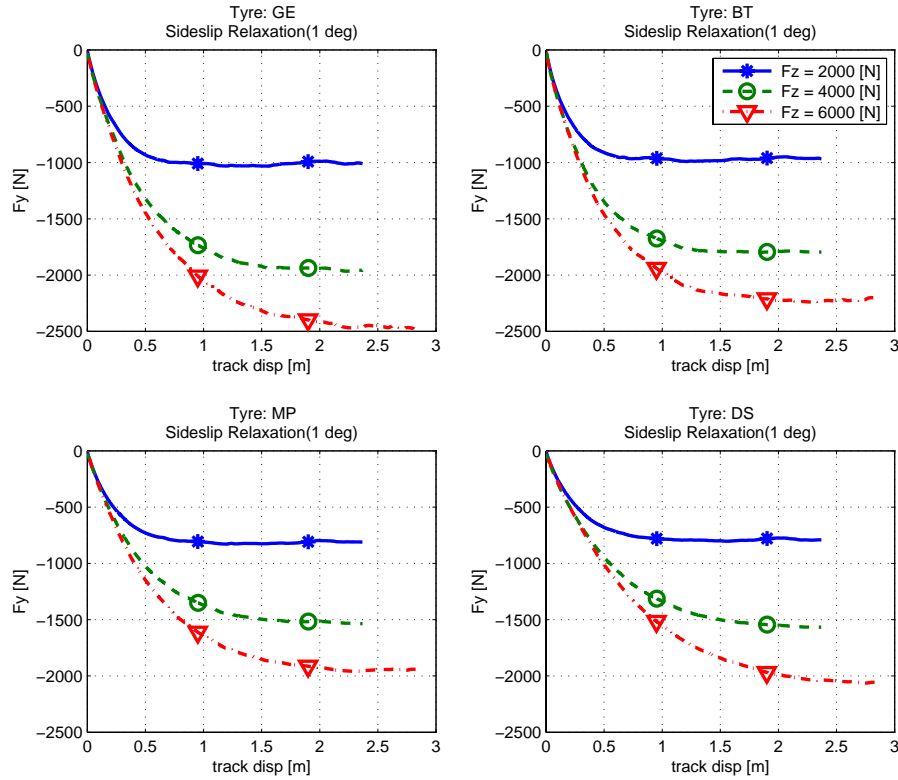 Tyre: GE
Sideslip Relaxation(1 deg)
0
−500
−1000
−1500
−2000
−2500
Fy [N]
0 0.5 1 1.5 2 2.5 3
track disp [m]
Tyre: BT
Sideslip Relaxation(1 deg)
Fz = 2000 [N]
Fz = 4000 [N]
Fz = 6000 [N]
0
−500
−1000
−1500
−2000
−2500
Fy [N]
0 0.5 1 1.5 2 2.5 3
track disp [m]
Tyre: MP
Sideslip Relaxation(1 deg)
0
−500
−1000
−1500
−2000
−2500
Fy [N]
0 0.5 1 1.5 2 2.5 3
track disp [m]
Tyre: DS
Sideslip Relaxation(1 deg)
0
−500
−1000
−1500
−2000
−2500
Fy [N]
0 0.5 1 1.5 2 2.5 3
track disp [m]